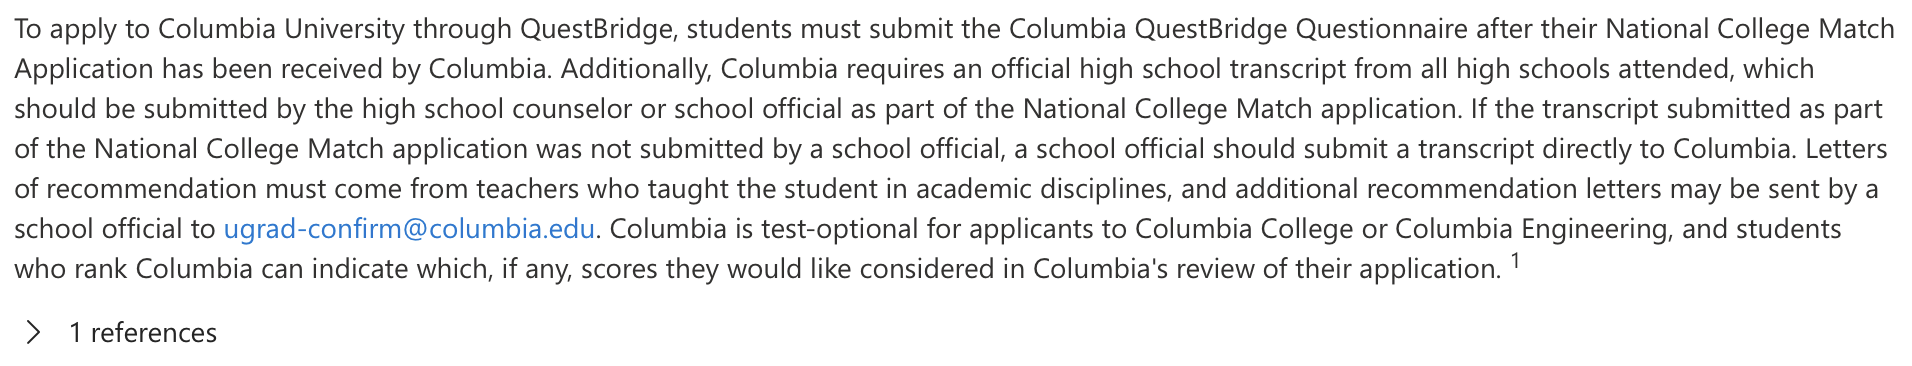 To apply to Columbia University through QuestBridge, students must submit the Columbia QuestBridge Questionnaire after their National College Match
Application has been received by Columbia. Additionally, Columbia requires an official high school transcript from all high schools attended, which
should be submitted by the high school counselor or school official as part of the National College Match application. If the transcript submitted as part
of the National College Match application was not submitted by a school official, a school official should submit a transcript directly to Columbia. Letters
of recommendation must come from teachers who taught the student in academic disciplines, and additional recommendation letters may be sent by a
school official to ugrad-confirm@columbia.edu. Columbia is test-optional for applicants to Columbia College or Columbia Engineering, and students
who rank Columbia can indicate which, if any, scores they would like considered in Columbia's review of their application. 1
1 references